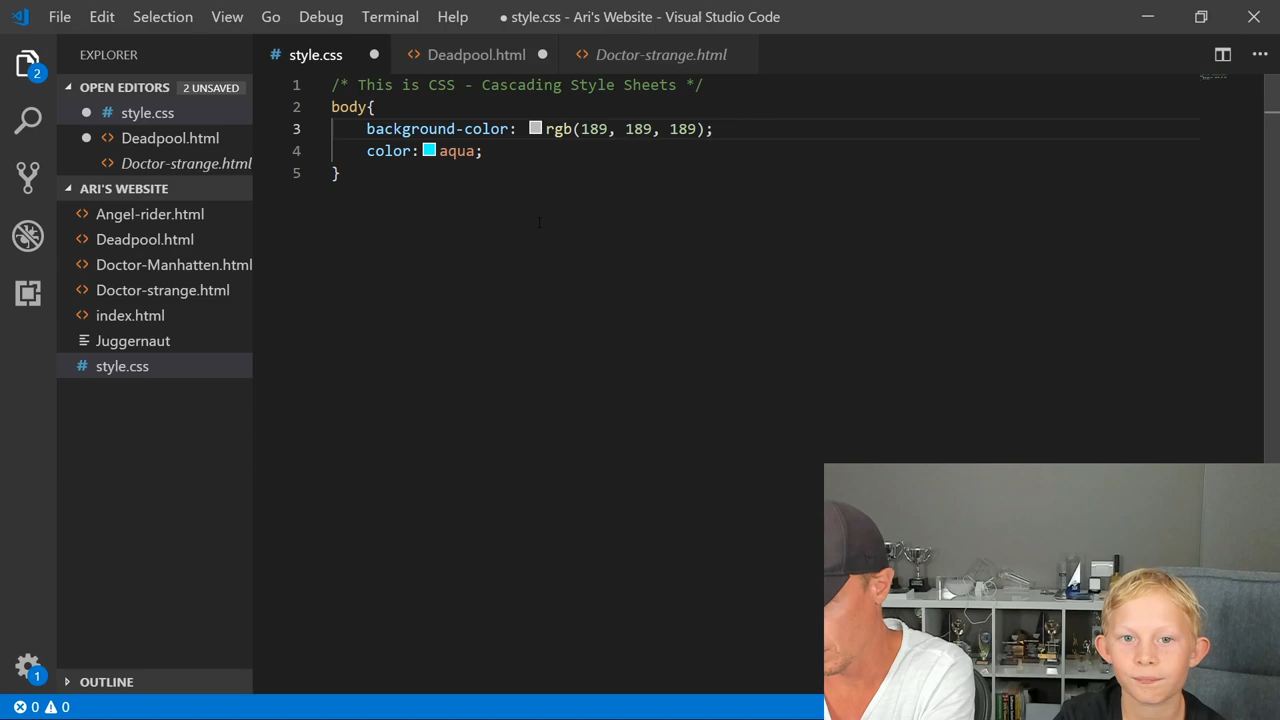 File Edit Selection View Go Debug Terminal Help ● style.css - Ari's Website - Visual Studio Code
EXPLORER
OPEN EDITORS 2 UNSAVED
# style.css
<> Deadpool.html
<> Doctor-strange.html
ARI'S WEBSITE
<> Angel-rider.html
<> Deadpool.html
<> Doctor-Manhatten.html
<> Doctor-strange.html
<> index.html
Juggernaut
# style.css
OUTLINE
2
1
0 0
# style.css ● <> Deadpool.html ● <> Doctor-strange.html
1 /* This is CSS - Cascading Style Sheets */
2 body{
3 background-color: rgb(189, 189, 189);
4 color: aqua;
5 }